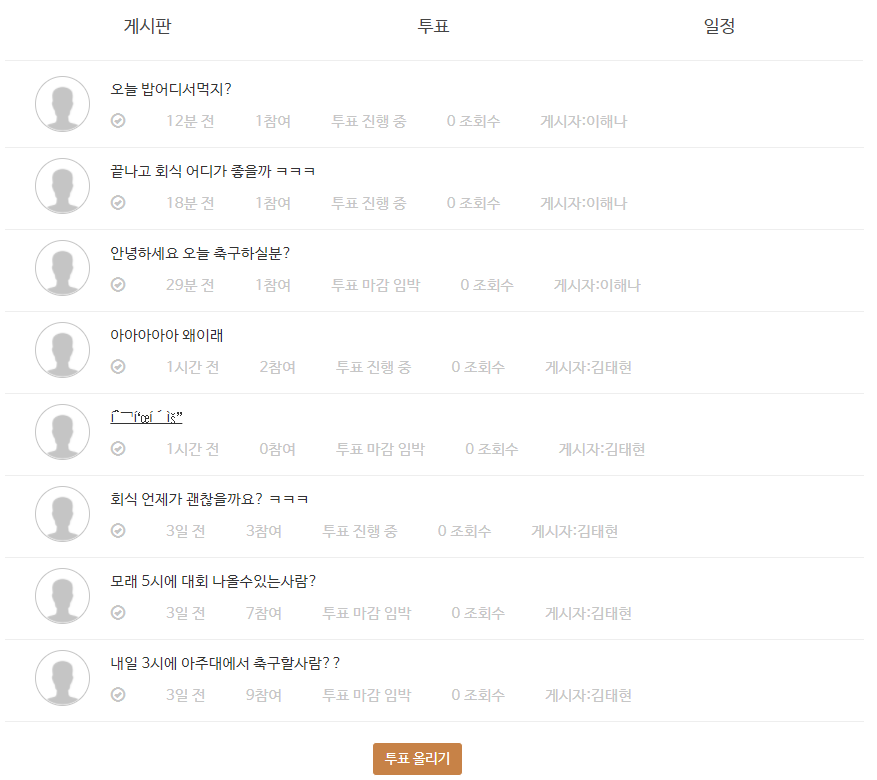 게시판 투표 일정
오늘 밥어디서먹지?
12분 전 1참여 투표 진행 중 0 조회수 게시자:이해나
끝나고 회식 어디가 좋을까 ㅋㅋㅋ
18분 전 1참여 투표 진행 중 0 조회수 게시자:이해나
안녕하세요 오늘 축구하실분?
29분 전 1참여 투표 마감 임박 0 조회수 게시자:이해나
아아아아아 왜이래
1시간 전 2참여 투표 진행 중 0 조회수 게시자:김태현
1시간 전 0참여 투표 마감 임박 0 조회수 게시자:김태현
회식 언제가 괜찮을까요? ㅋㅋㅋ
3일 전 3참여 투표 진행 중 0 조회수 게시자:김태현
모래 5시에 대회 나올수있는사람?
3일 전 7참여 투표 마감 임박 0 조회수 게시자:김태현
내일 3시에 아주대에서 축구할사람??
3일 전 9참여 투표 마감 임박 0 조회수 게시자:김태현
투표 올리기